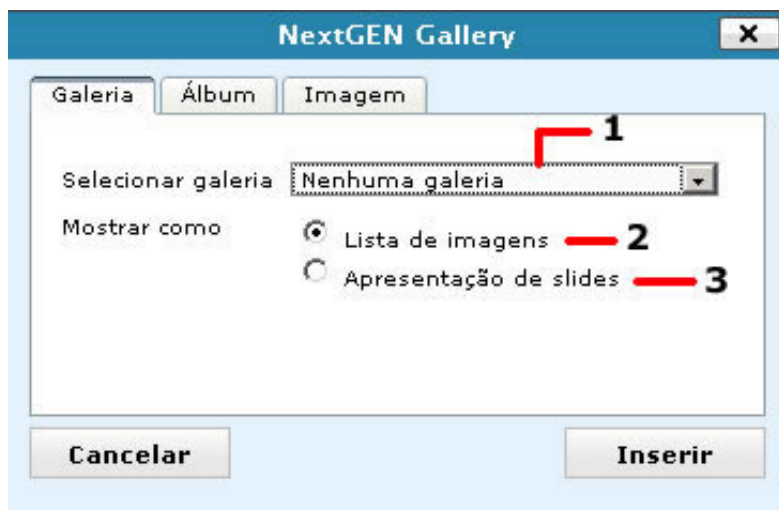 NextGEN Gallery
Galeria Álbum Imagem
1
Selecionar galeria Nenhuma galeria
Mostrar como Lista de imagens 2
Apresentação de slides 3
Cancelar Inserir